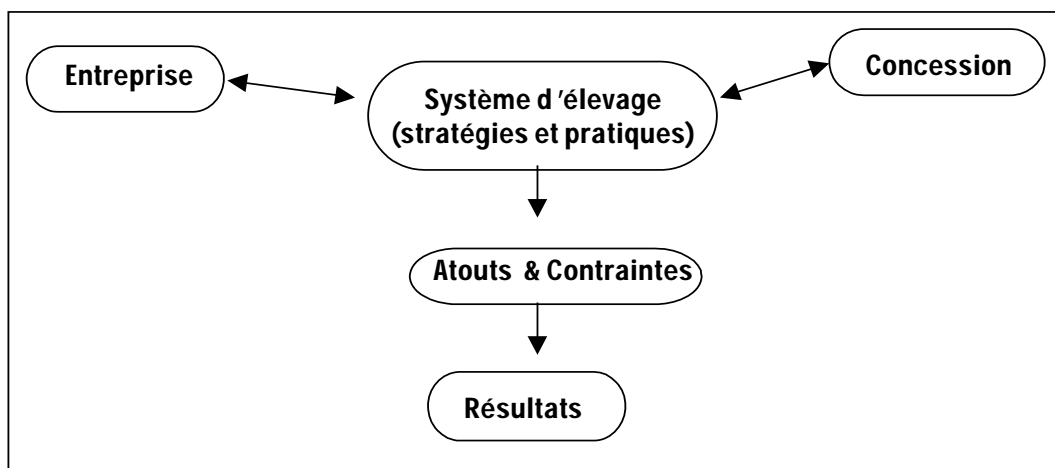 Entreprise
Concession
Système d ’élevage
(stratégies et pratiques)
Atouts & Contraintes
Résultats